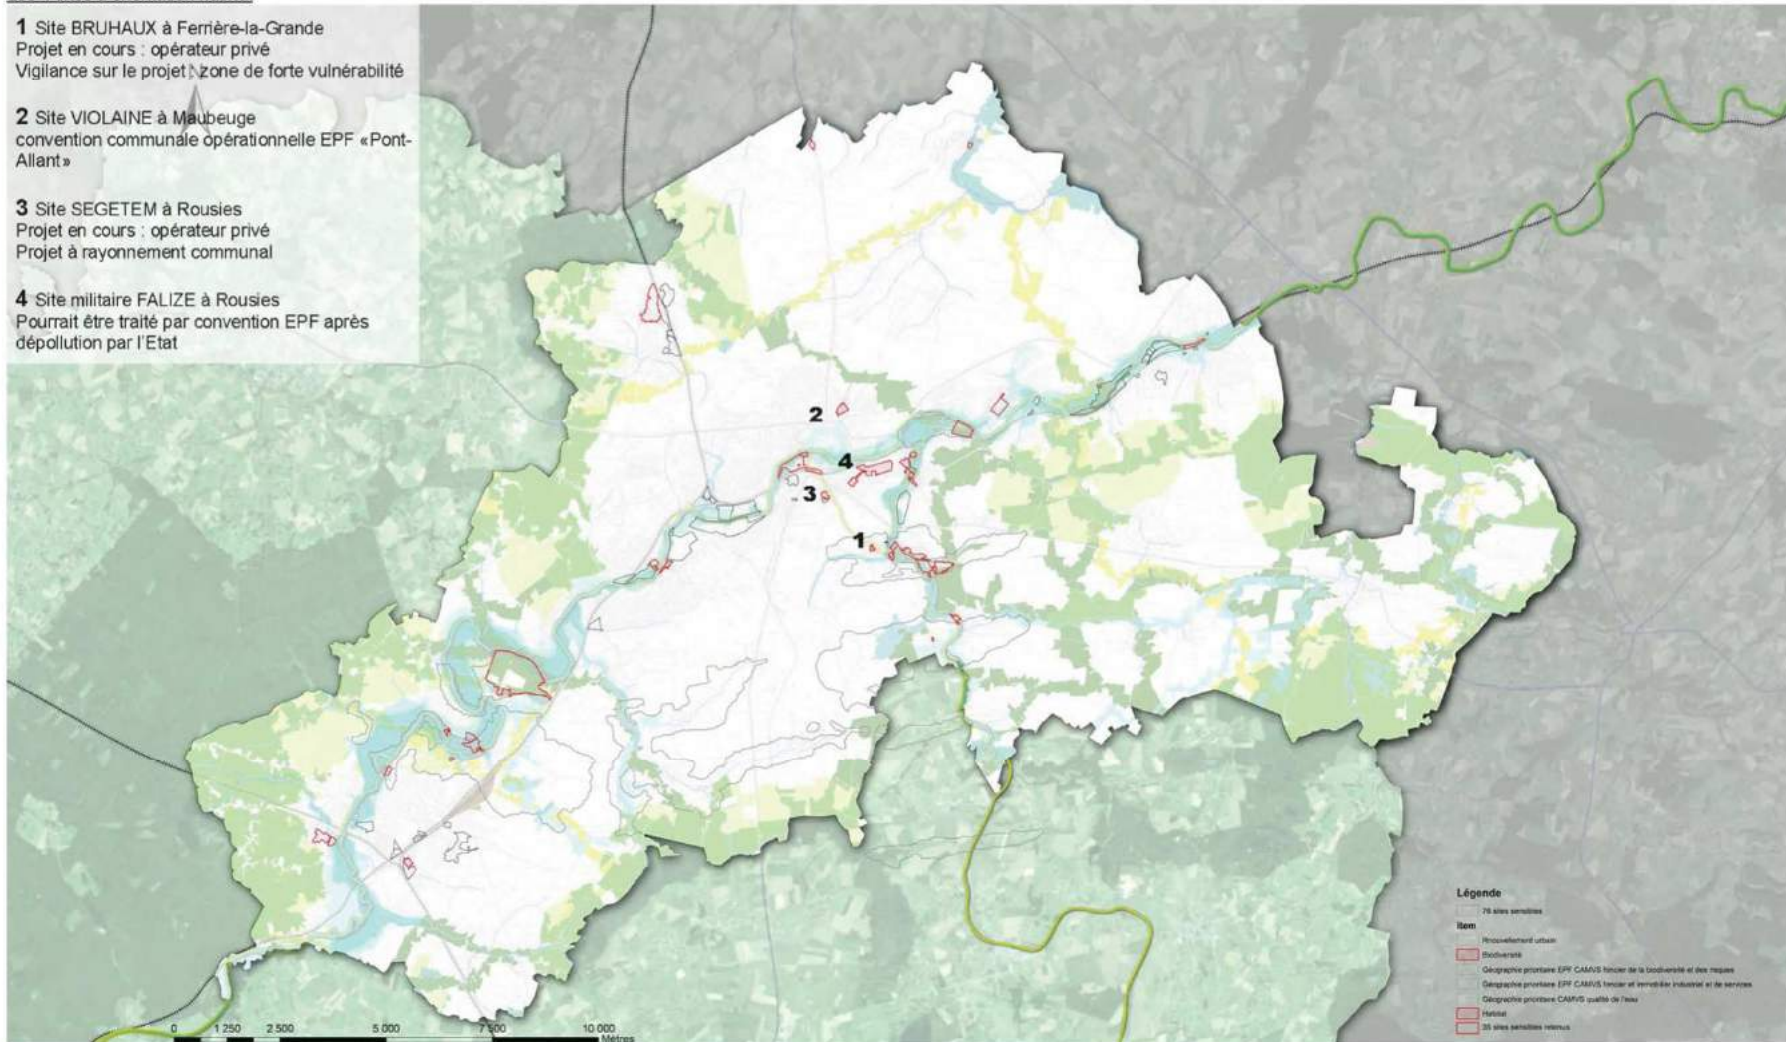 1 Site BRUHAUX à Ferrière-la-Grande
Projet en cours : opérateur privé
Vigilance sur le projet : zone de forte vulnérabilité
N
2 Site VIOLAINE à Maubeuge
convention communale opérationnelle EPF «Pont-
Allant»
3 Site SEGETEM à Rousies
Projet en cours : opérateur privé
Projet à rayonnement communal
4 Site militaire FALIZE à Rousies
Pourrait être traité par convention EPF après
dépollution par l'Etat
2
4
3
1
Légende
76 sites sensibles
Item
Rnouvellement urbain
Biodiversité
Géographie prioritaire EPF CAMVS foncier de la biodiversité et des risques
Géographie prioritaire EPF CAMVS foncier et immobilier industriel et de services
Géographie prioritaire CAMVS qualité de l'eau
Habitat
35 sites sensibles retenus
0 1 250 2 500 5 000 7 500 10 000
Mètres